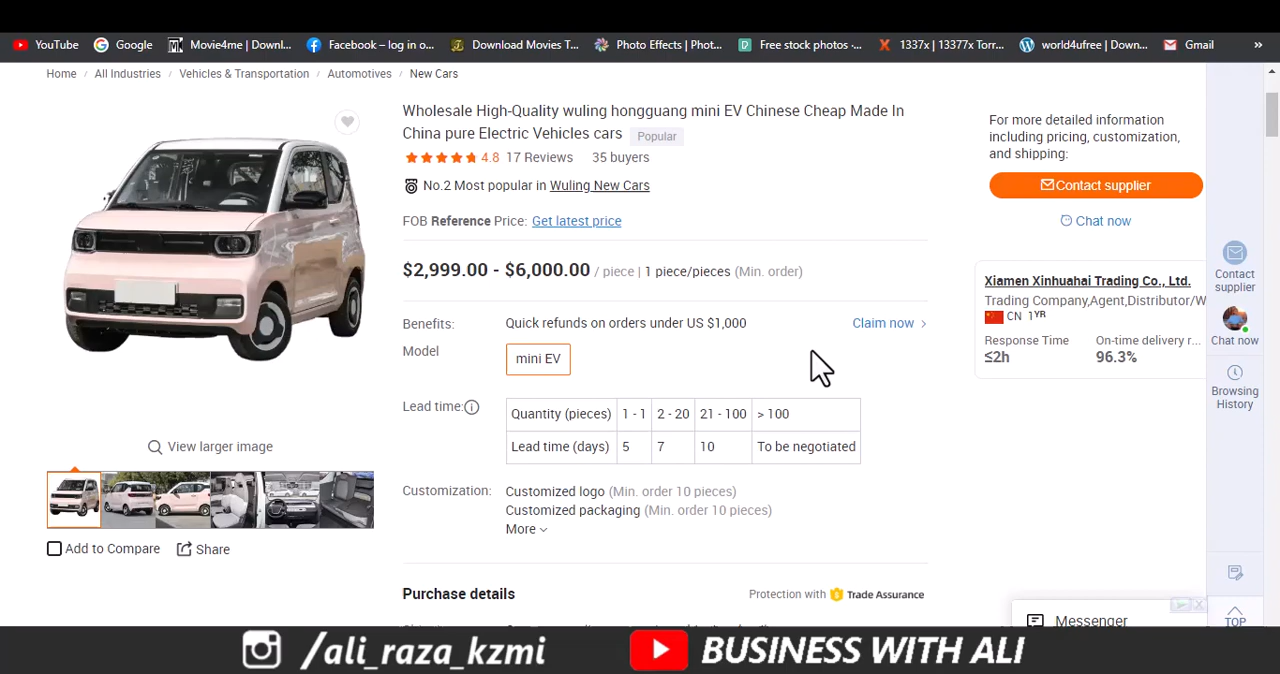 YouTube Google Movie4me | Downl... Facebook – log in o... Download Movies T... Photo Effects | Phot... Free stock photos -... 1337x | 13377x Torr... world4ufree | Down... Gmail »
Home / All Industries / Vehicles & Transportation / Automotives / New Cars
Wholesale High-Quality wuling hongguang mini EV Chinese Cheap Made In
China pure Electric Vehicles cars Popular
4.8 17 Reviews 35 buyers
No.2 Most popular in Wuling New Cars
FOB Reference Price: Get latest price
$2,999.00 - $6,000.00 / piece | 1 piece/pieces (Min. order)
Benefits: Quick refunds on orders under US $1,000 Claim now >
Model mini EV
Lead time: Quantity (pieces) 1 - 1 2 - 20 21 - 100 > 100
Lead time (days) 5 7 10 To be negotiated
Customization: Customized logo (Min. order 10 pieces)
Customized packaging (Min. order 10 pieces)
More
View larger image
Add to Compare Share
Purchase details Protection with Trade Assurance
For more detailed information
including pricing, customization,
and shipping:
Contact supplier
Chat now
Xiamen Xinhuahai Trading Co., Ltd.
Trading Company,Agent,Distributor/W
CN 1YR
Response Time On-time delivery r...
≤2h 96.3%
Contact
supplier
Chat now
Browsing
History
TOP
Messenger
/ali_raza_kzmi BUSINESS WITH ALI